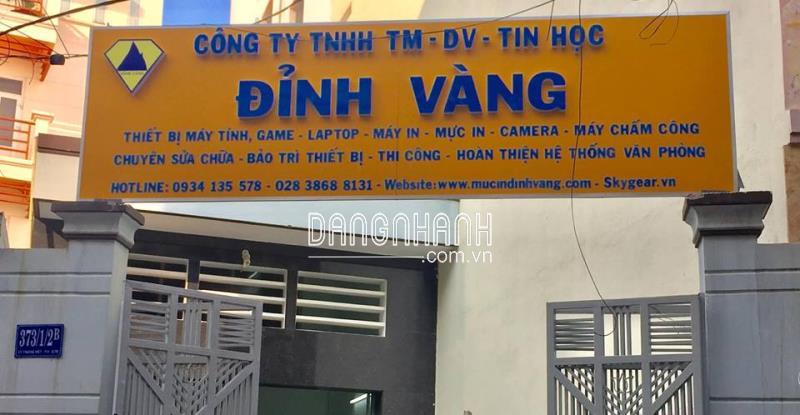 CÔNG TY TNHH TM - DV - TIN HỌC
ĐỈNH VÀNG
THIẾT BỊ MÁY TÍNH, GAME - LAPTOP - MÁY IN - MỰC IN - CAMERA - MÁY CHẤM CÔNG
CHUYÊN SỬA CHỮA - BẢO TRÌ THIẾT BỊ - THI CÔNG - HOÀN THIỆN HỆ THỐNG VĂN PHÒNG
HOTLINE: 0934 135 578 - 028 3868 8131 - Website: www.mucindinhvang.com - Skygear.vn
DANGNHANH
.com.vn
373/1/2B